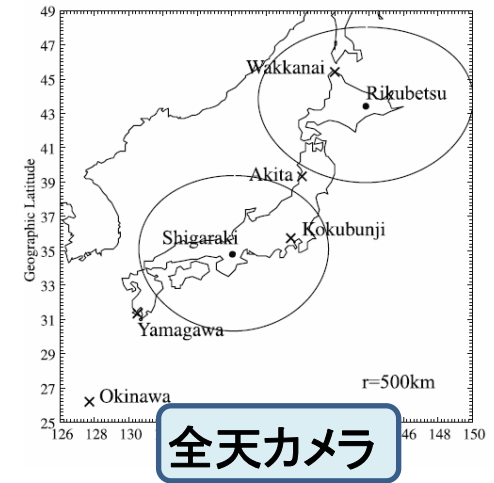 49
47
45
43
41
39
37
35
33
31
29
27
25
Geographic Latitude
Wakkanai
Rikubetsu
Akita
Shigaraki
Kokubunji
Yamagawa
r=500km
Okinawa
126 128 130 46 148 150
全天カメラ